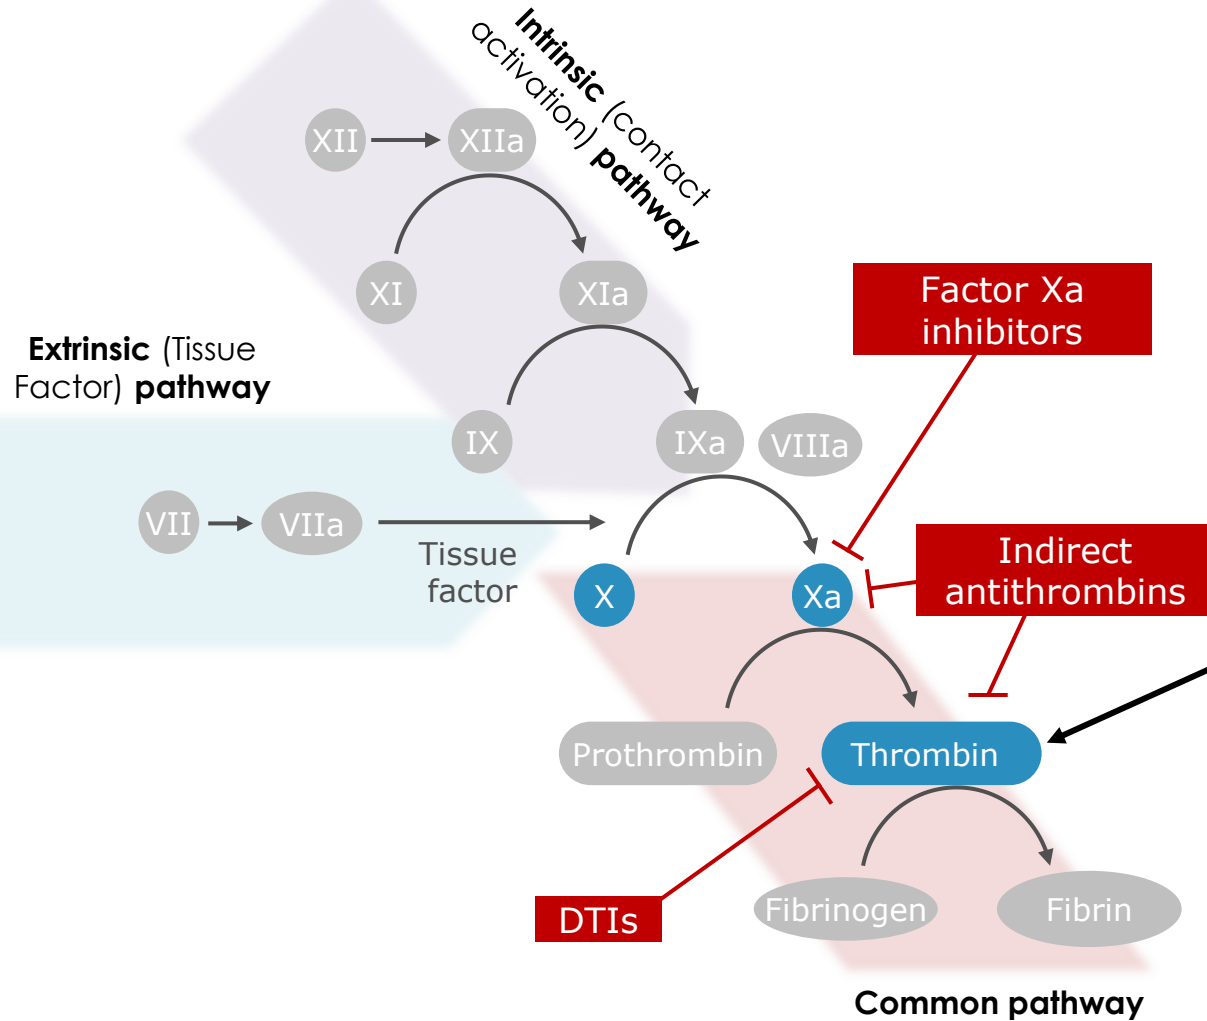 Intrinsic (contact
activation) pathway
XII
XIIa
XI
XIa
Factor Xa
inhibitors
Extrinsic (Tissue
Factor) pathway
IX
IXa
VIIIa
VII
VIIa
Tissue
factor
X
Xa
Indirect
antithrombins
Prothrombin
Thrombin
DTIs
Fibrinogen
Fibrin
Common pathway